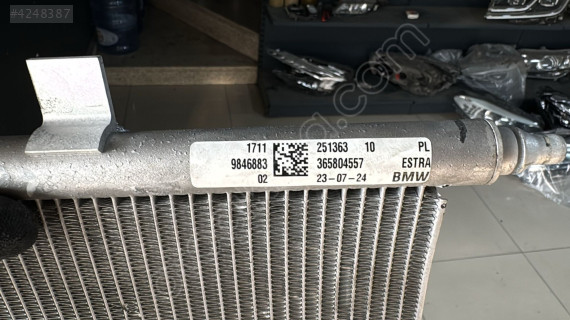 #4248387
1711 251363 10 PL
9846883 365804557 ESTRA
02 23-07-24 BMW